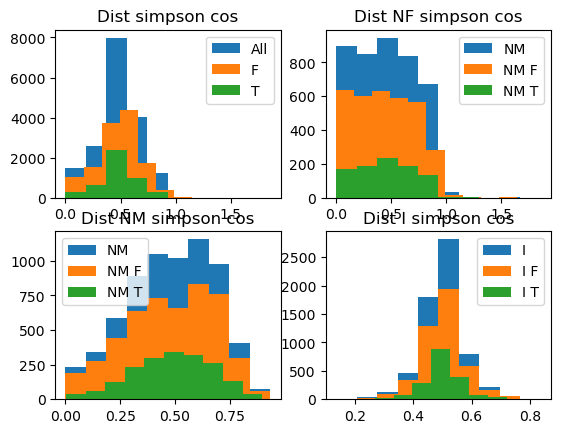 Dist simpson cos
8000
6000
4000
2000
0
0.0 0.5 1.0 1.5
All
F
T
Dist NF simpson cos
800
600
400
200
0
0.0 0.5 1.0 1.5
NM
NM F
NM T
Dist NM simpson cos
1000
750
500
250
0
0.00 0.25 0.50 0.75
NM
NM F
NM T
Dist I simpson cos
2500
2000
1500
1000
500
0
0.2 0.4 0.6 0.8
I
I F
I T